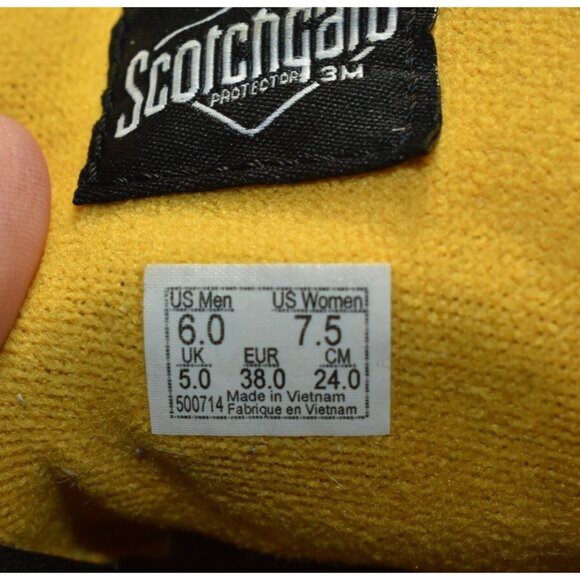 Scotchgard
PROTECTOR 3M
US Men US Women
6.0 7.5
UK EUR CM
5.0 38.0 24.0
500714 Made in Vietnam
Fabrique en Vietnam